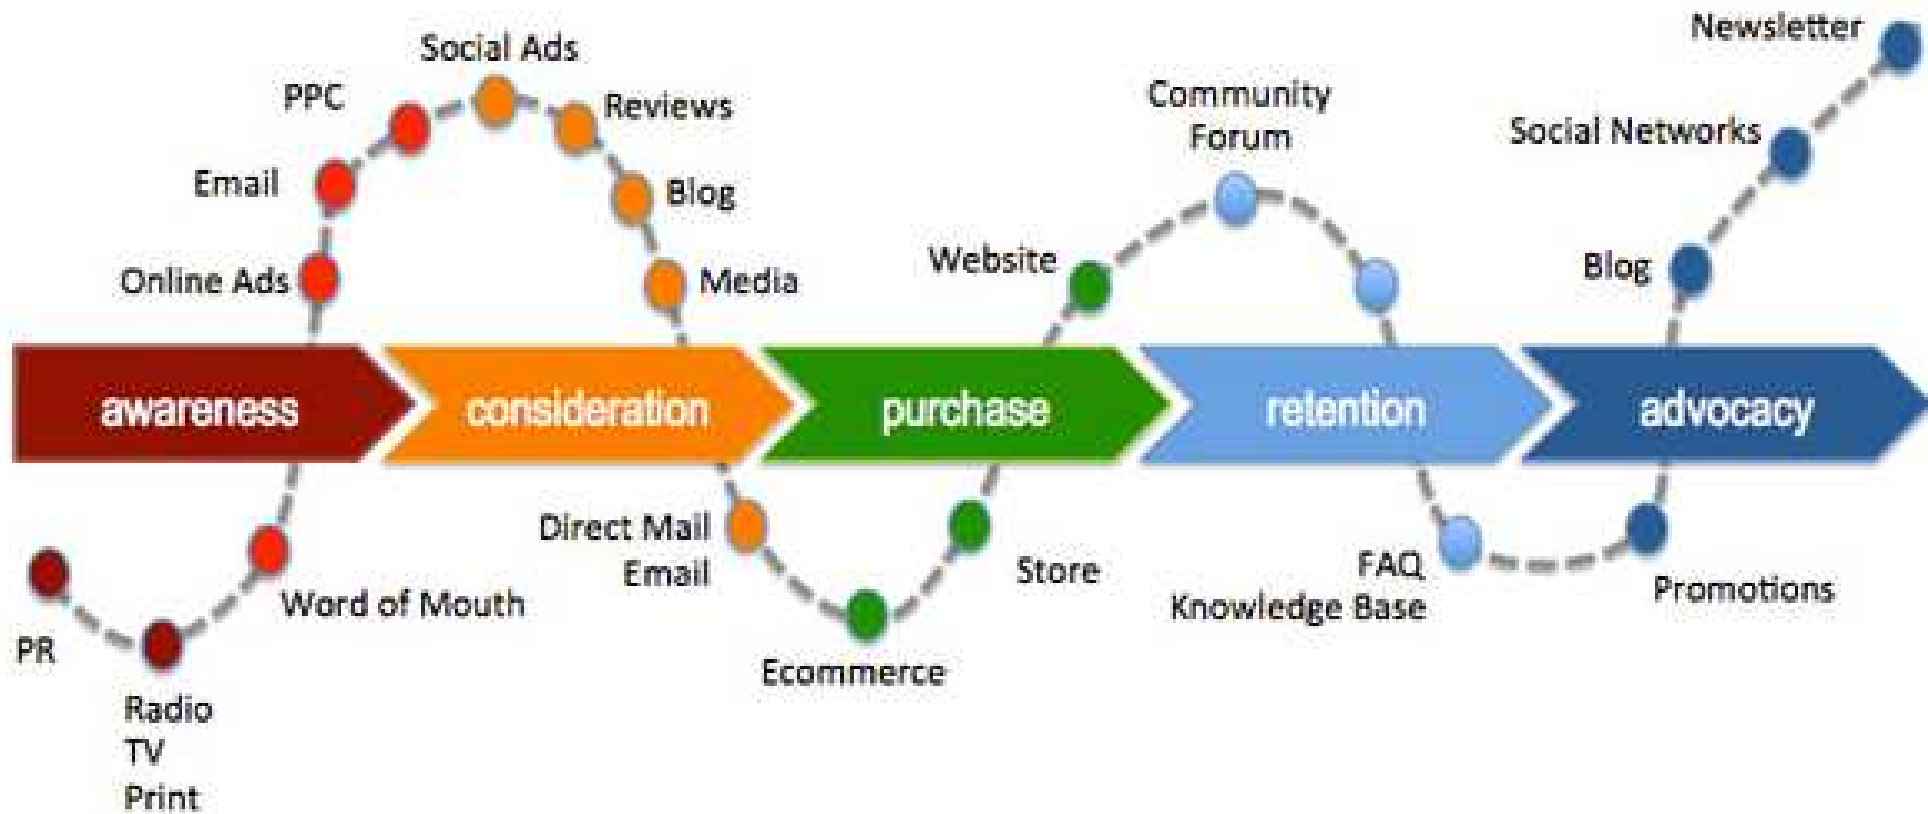 Social Ads
PPC
Reviews
Email
Blog
Online Ads
Media
Website
Community
Forum
Newsletter
Social Networks
Blog
awareness
consideration
purchase
retention
advocacy
PR
Radio
TV
Print
Word of Mouth
Direct Mail
Email
Ecommerce
Store
FAQ
Knowledge Base
Promotions